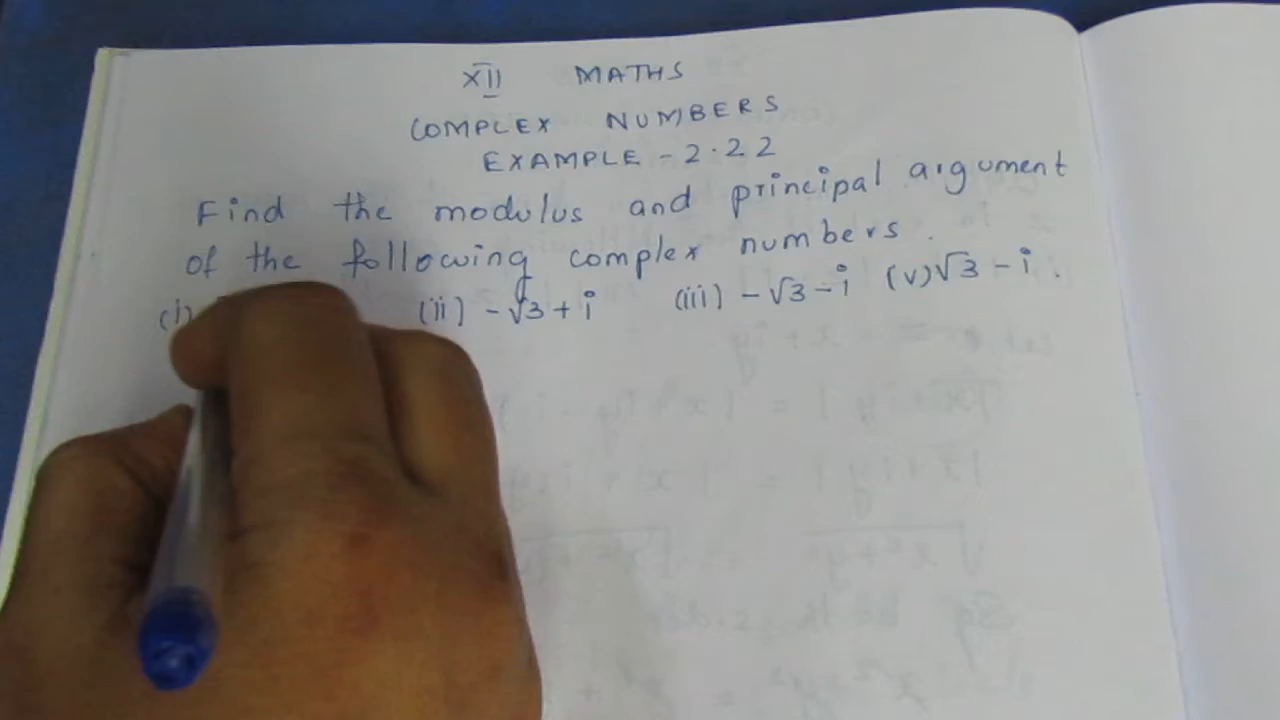 XII MATHS
COMPLEX NUMBERS
EXAMPLE - 2.22
Find the modulus and principal argument
of the following complex numbers.
(i) (ii) -√3+i (iii) -√3-i (v)√3-i.